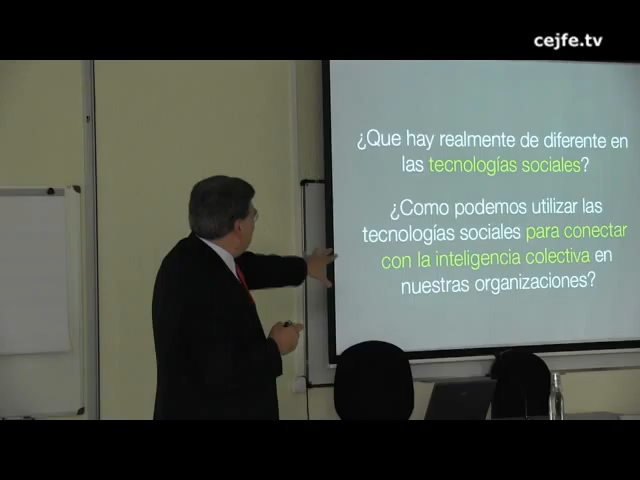 cejfe.tv
¿Que hay realmente de diferente en
las tecnologías sociales?
¿Como podemos utilizar las
tecnologías sociales para conectar
con la inteligencia colectiva en
nuestras organizaciones?